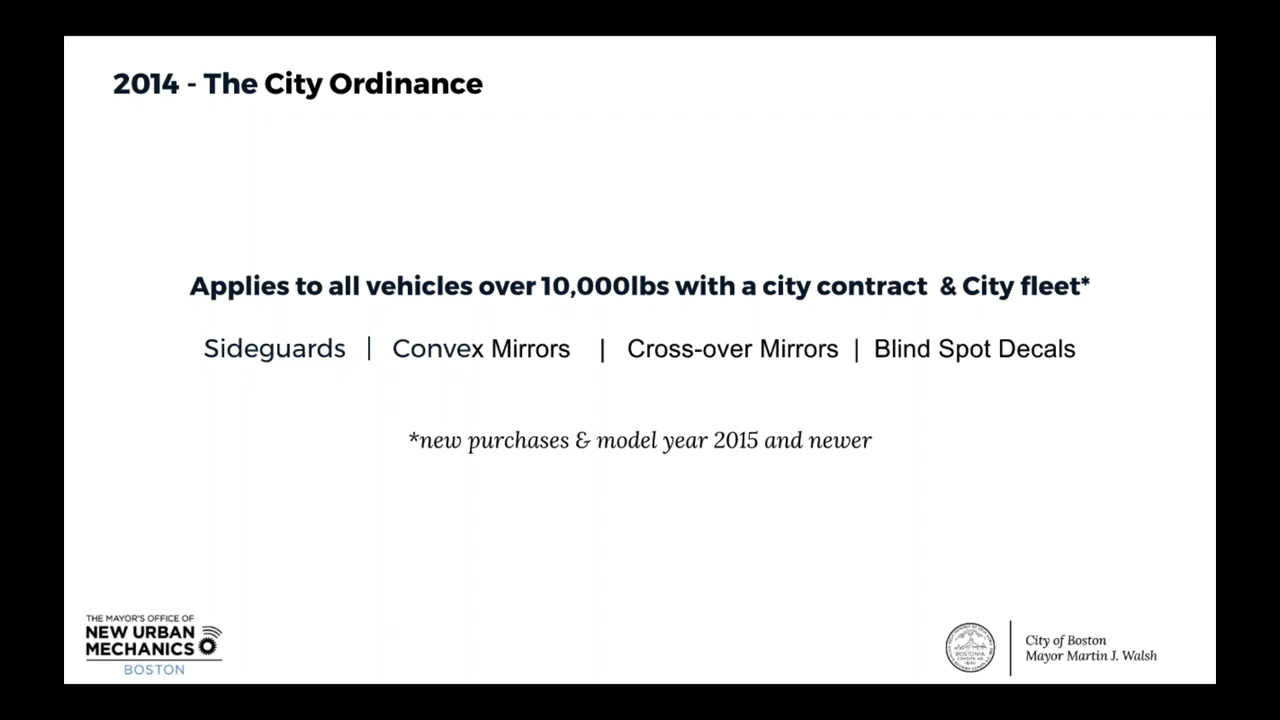 2014 - The City Ordinance
Applies to all vehicles over 10,000lbs with a city contract & City fleet*
Sideguards | Convex Mirrors | Cross-over Mirrors | Blind Spot Decals
*new purchases & model year 2015 and newer
THE MAYOR'S OFFICE OF
NEW URBAN
MECHANICS
BOSTON
BOSTONIA
City of Boston
Mayor Martin J. Walsh